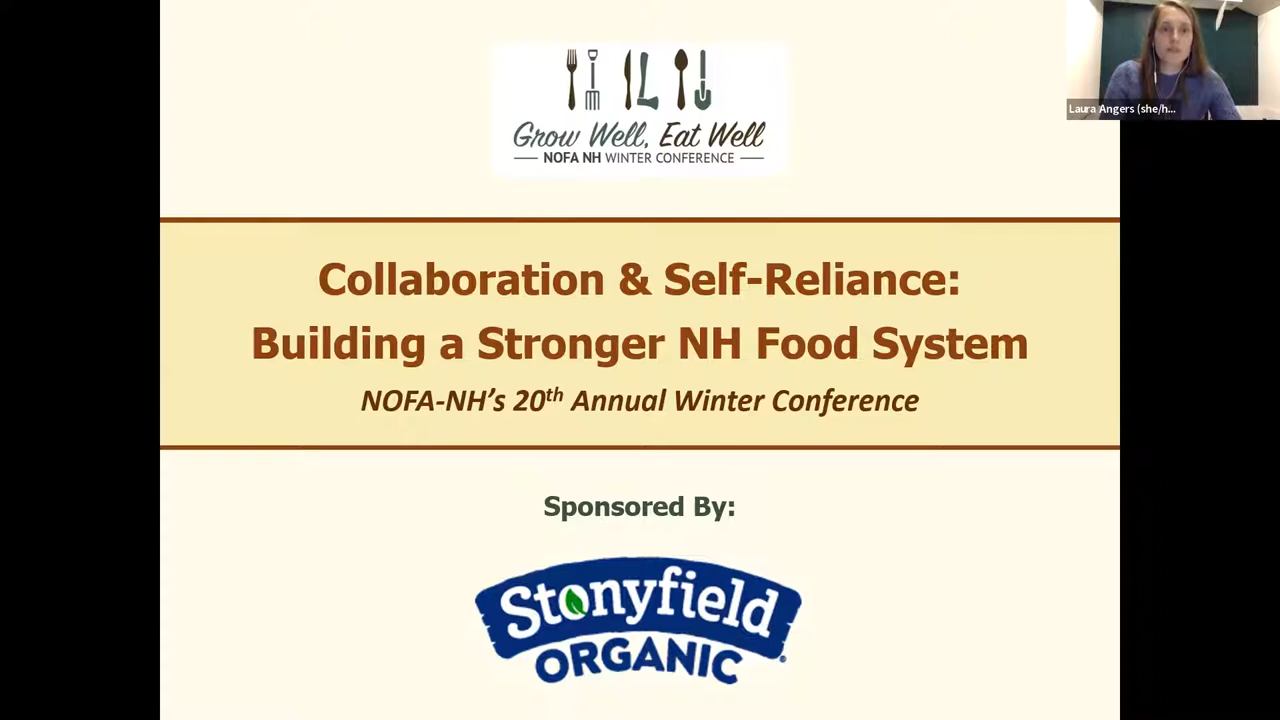 Laura Angers (she/h...
Grow Well, Eat Well
NOFA NH WINTER CONFERENCE
Collaboration & Self-Reliance:
Building a Stronger NH Food System
NOFA-NH’s 20th Annual Winter Conference
Sponsored By:
Stonyfield
ORGANIC